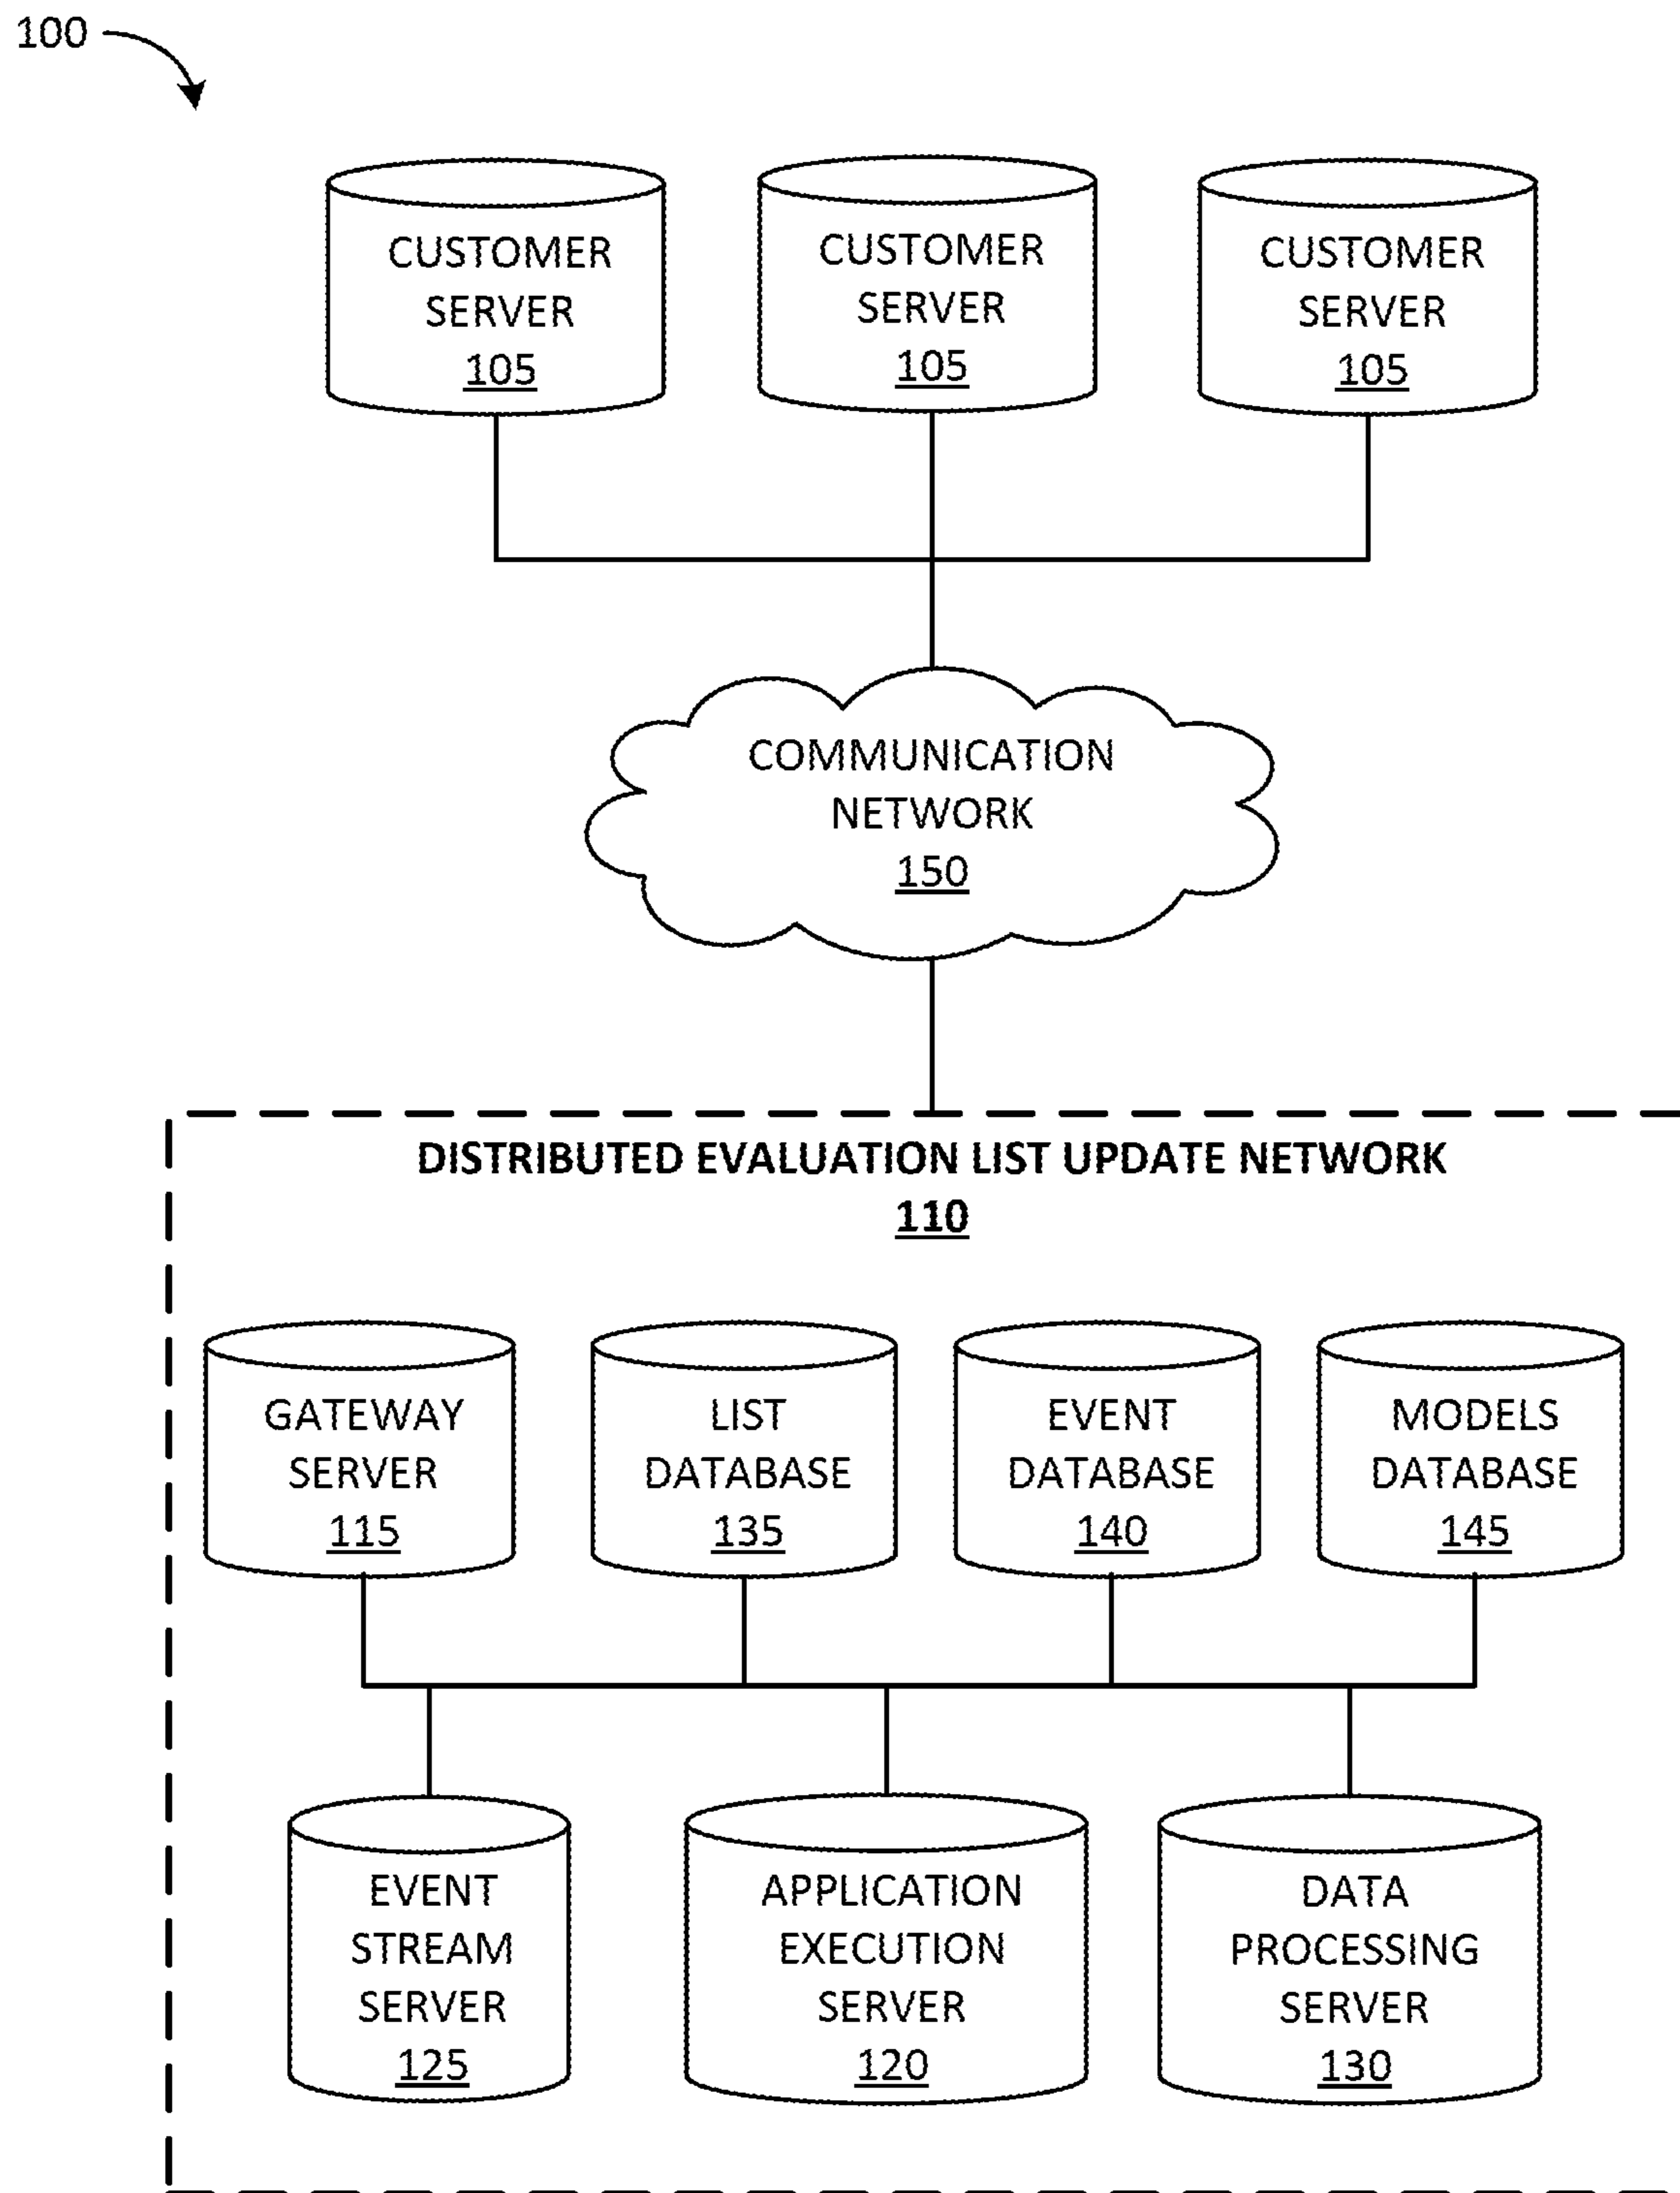 100
CUSTOMER
SERVER
105
CUSTOMER
SERVER
105
CUSTOMER
SERVER
105
COMMUNICATION
NETWORK
150
DISTRIBUTED EVALUATION LIST UPDATE NETWORK
110
GATEWAY
SERVER
115
LIST
DATABASE
135
EVENT
DATABASE
140
MODELS
DATABASE
145
EVENT
STREAM
SERVER
125
APPLICATION
EXECUTION
SERVER
120
DATA
PROCESSING
SERVER
130